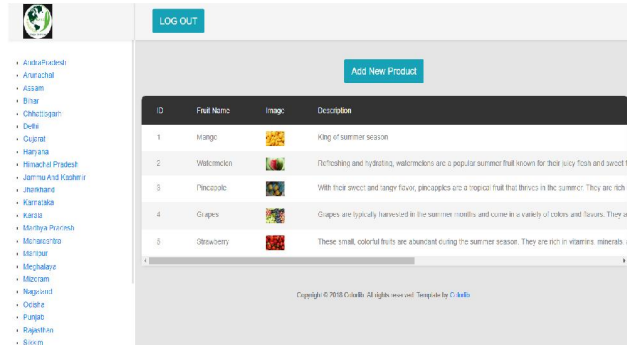 LOG OUT
AndraPradesh
Arunachal
Assam
Bihar
Chhattisgarh
Delhi
Gujarat
Haryana
Himachal Pradesh
Jammu And Kashmir
Jharkhand
Karnataka
Kerala
Madhya Pradesh
Maharashtra
Manipur
Meghalaya
Mizoram
Nagaland
Odisha
Punjab
Rajasthan
Sikkim
Add New Product
ID Fruit Name Image Description
1 Mango King of summer season
2 Watermelon Refreshing and hydrating, watermelons are a popular summer fruit known for their juicy flesh and sweet
3 Pineapple With their sweet and tangy flavor, pineapples are a tropical fruit that thrives in the summer. They are rich
4 Grapes Grapes are typically harvested in the summer months and come in a variety of colors and flavors. They a
5 Strawberry These small, colorful fruits are abundant during the summer season. They are rich in vitamins, minerals,
Copyright © 2018 Colorlib. All rights reserved. Template by Colorlib.